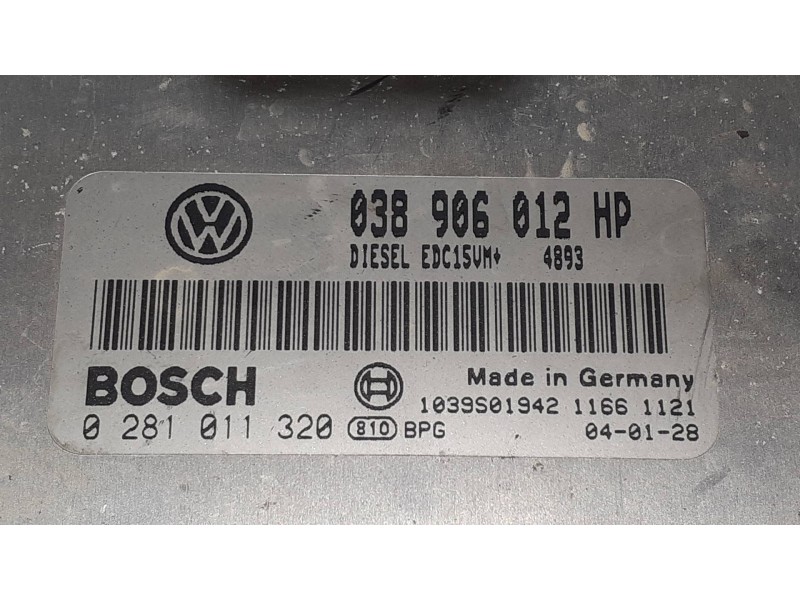 038 906 012 HP
DIESEL EDC15VM+ 4893
BOSCH
Made in Germany
1039S01942 1166 1121
0 281 011 320 810 BPG 04-01-28